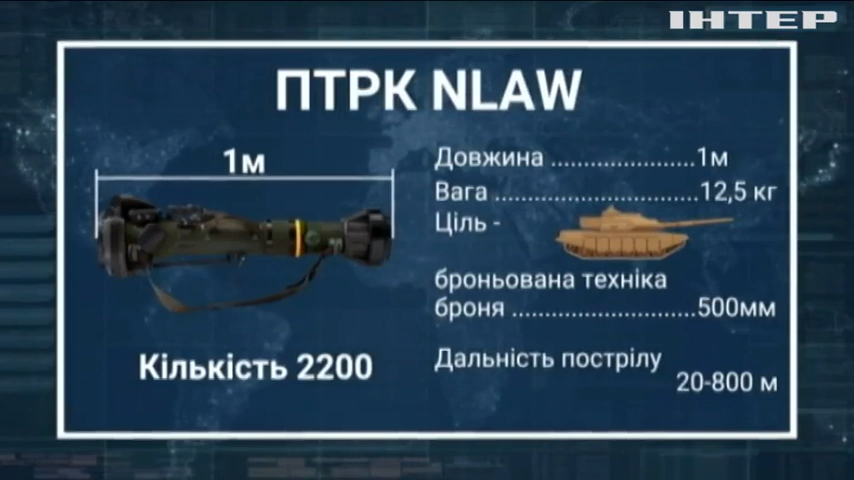 ІНТЕР
ПТРК NLAW
1м
Довжина .....................1м
Вага ..............................12,5 кг
Ціль -
броньована техніка
броня ...........................500мм
Кількість 2200
Дальність пострілу
20-800 м